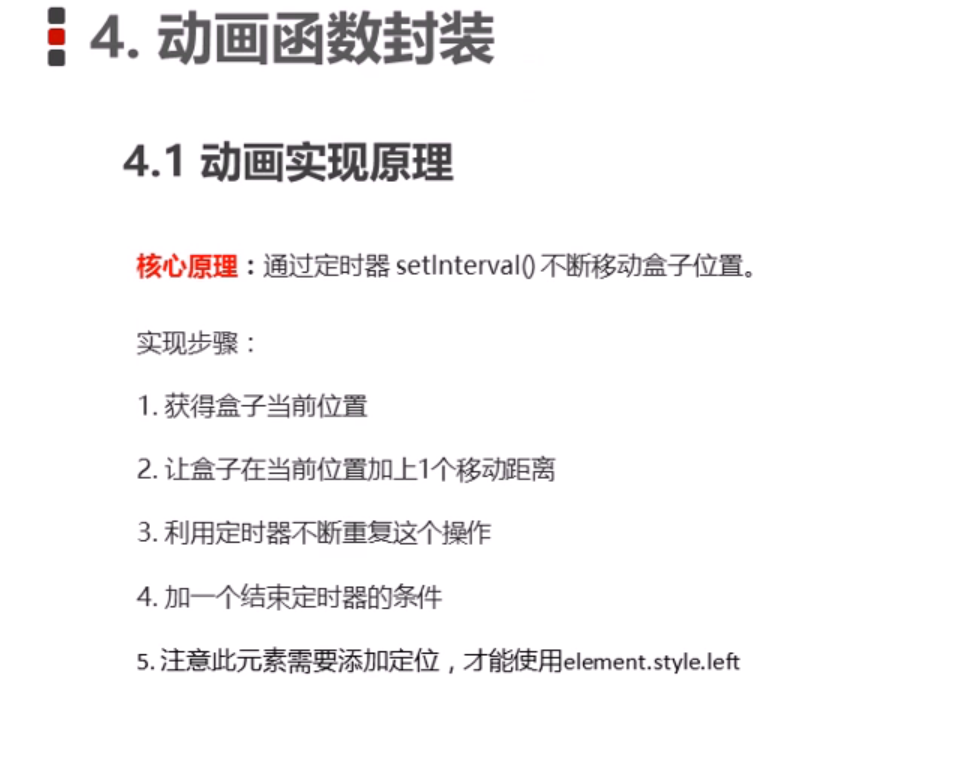 4. 动画函数封装
4.1 动画实现原理
核心原理：通过定时器 setInterval() 不断移动盒子位置。
实现步骤：
1. 获得盒子当前位置
2. 让盒子在当前位置加上1个移动距离
3. 利用定时器不断重复这个操作
4. 加一个结束定时器的条件
5. 注意此元素需要添加定位，才能使用element.style.left